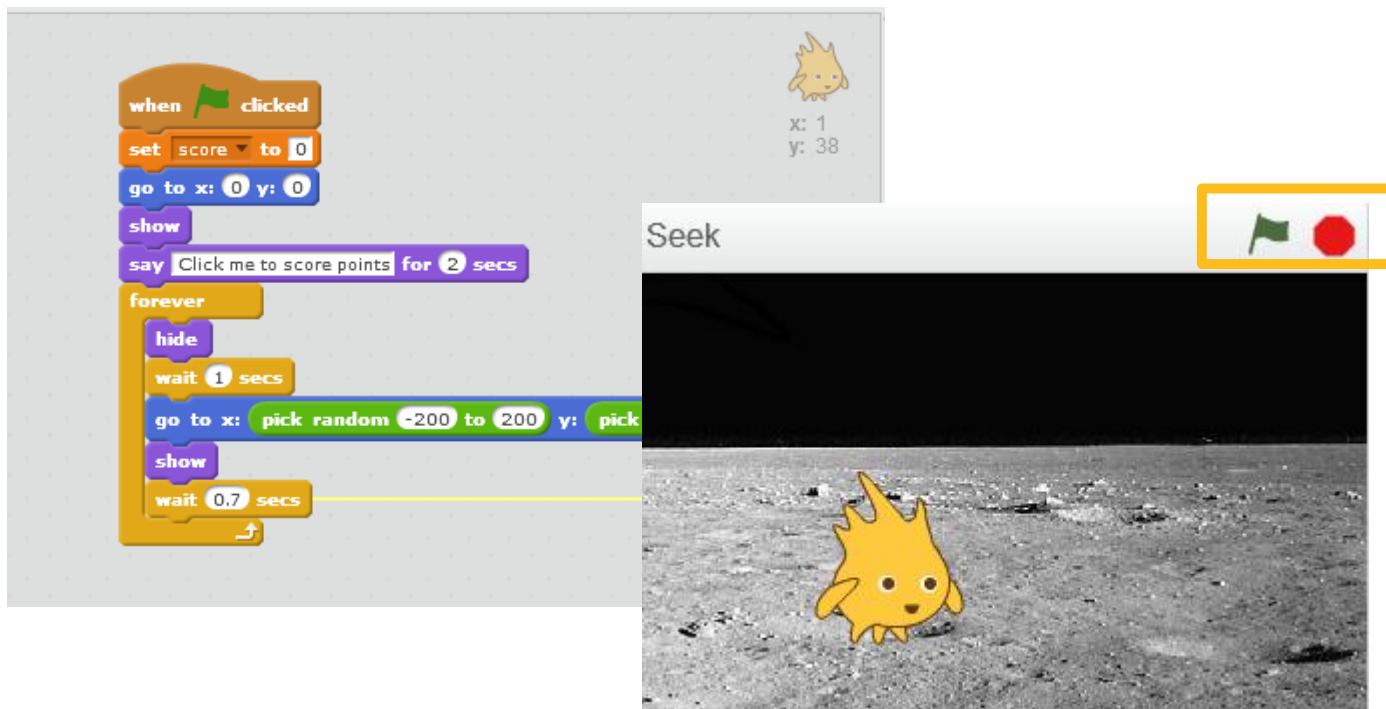 when clicked
set score to 0
go to x: 0 y: 0
show
say Click me to score points for 2 secs
forever
hide
wait 1 secs
go to x: pick random -200 to 200 y: pick
show
wait 0.7 secs
x: 1
y: 38
Seek